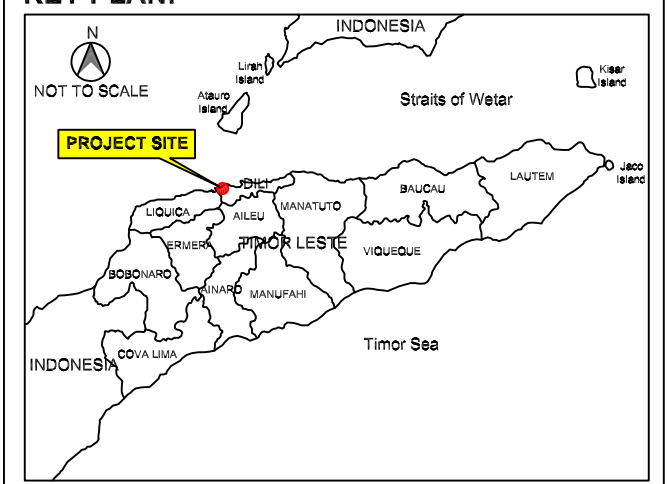 KEY PLAN:
N
NOT TO SCALE
INDONESIA
Lirah
Island
Atauro
Island
Straits of Wetar
Kisar
Island
PROJECT SITE
DILI
LIQUICA
AILEU
MANATUTO
BAUCAU
LAUTEM
Jaco
Island
ERMERA
TIMOR LESTE
VIQUEQUE
BOBONARO
AINARO
MANUFAHI
INDONESIA
COVA LIMA
Timor Sea